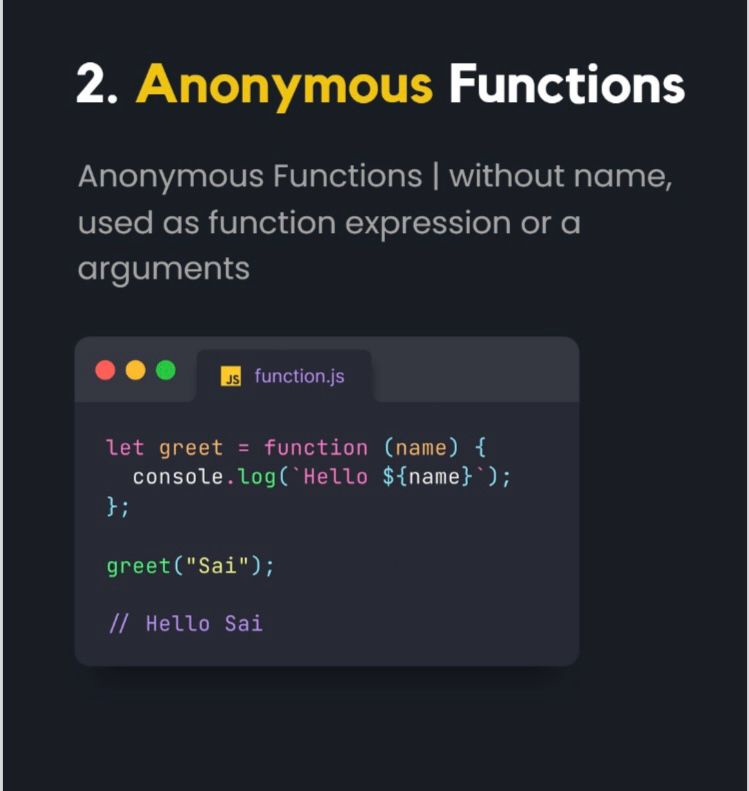 2. Anonymous Functions
Anonymous Functions | without name,
used as function expression or a
arguments
JS function.js
let greet = function (name) {
  console.log(`Hello ${name}`);
};
greet("Sai");
// Hello Sai